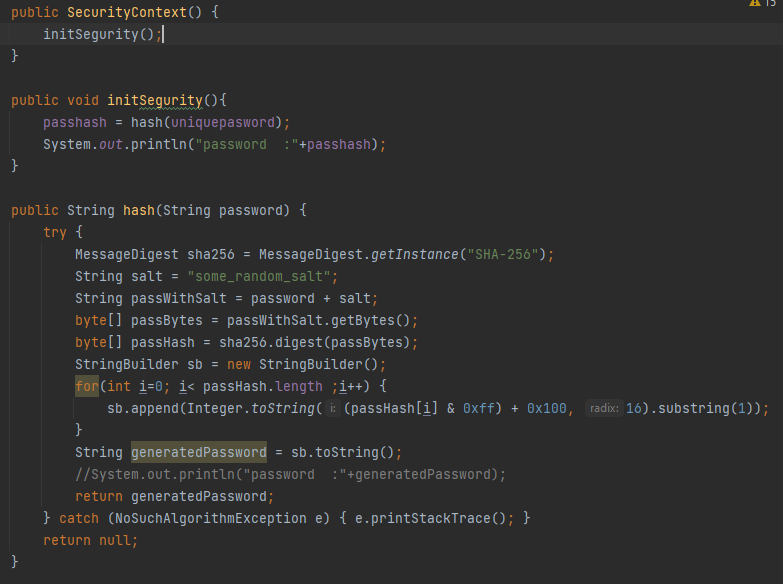 15
public SecurityContext() {
    initSegurity();
}
public void initSegurity(){
    passhash = hash(uniquepasword);
    System.out.println("password  :"+passhash);
}
public String hash(String password) {
    try {
        MessageDigest sha256 = MessageDigest.getInstance("SHA-256");
        String salt = "some_random_salt";
        String passWithSalt = password + salt;
        byte[] passBytes = passWithSalt.getBytes();
        byte[] passHash = sha256.digest(passBytes);
        StringBuilder sb = new StringBuilder();
        for(int i=0; i< passHash.length ;i++) {
            sb.append(Integer.toString( i: (passHash[i] & 0xff) + 0x100, radix: 16).substring(1));
        }
        String generatedPassword = sb.toString();
        //System.out.println("password  :"+generatedPassword);
        return generatedPassword;
    } catch (NoSuchAlgorithmException e) { e.printStackTrace(); }
    return null;
}